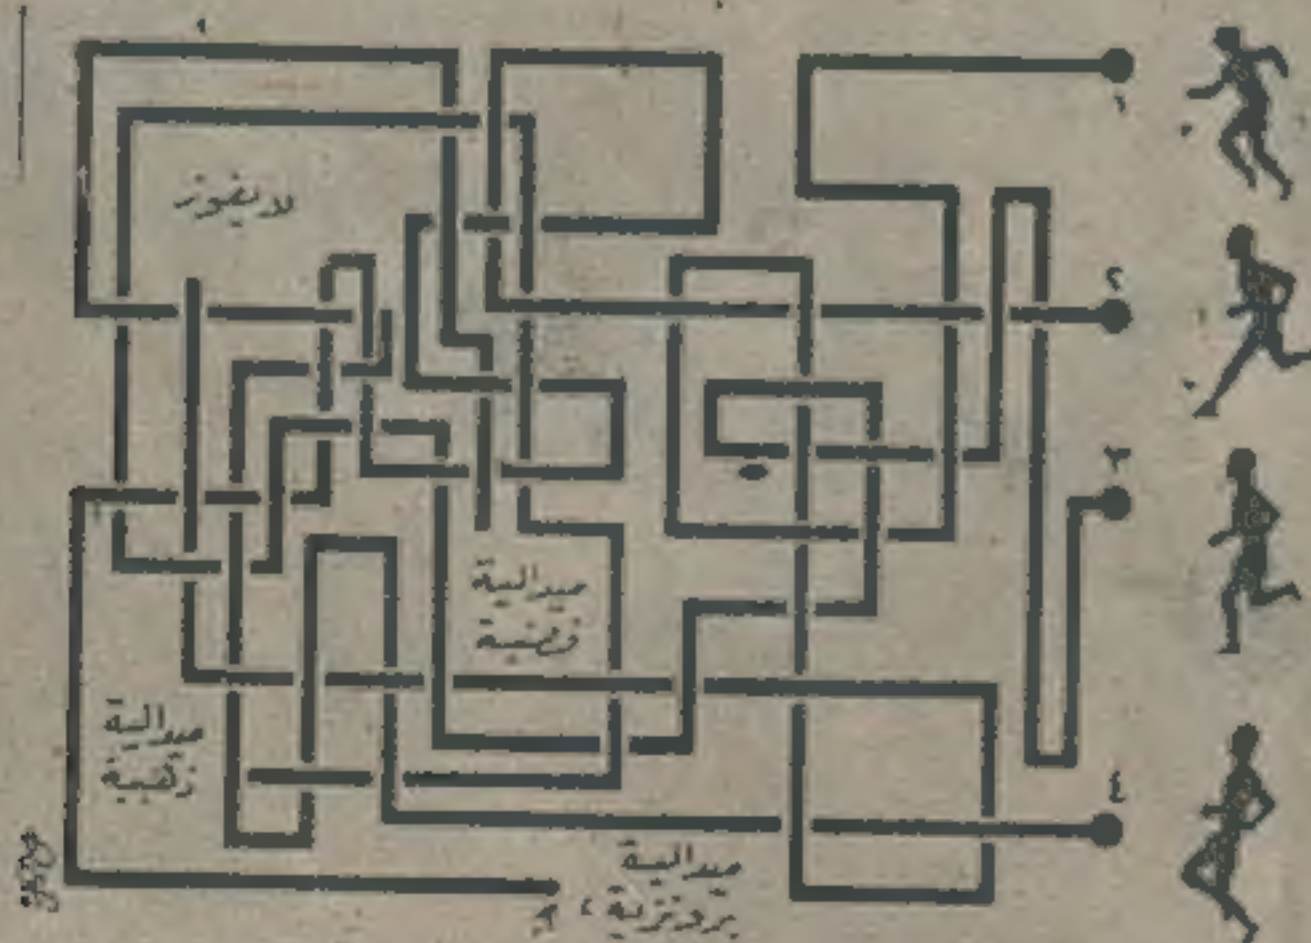 ١
لا يفوز
٢
٣
ميدالية
فضية
ميدالية
ذهبية
٤
ميدالية
برونزية